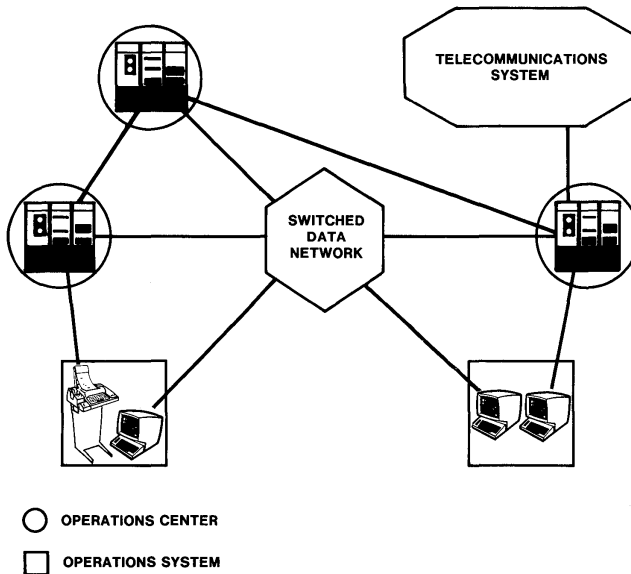 TELECOMMUNICATIONS
SYSTEM
SWITCHED
DATA
NETWORK
OPERATIONS CENTER
OPERATIONS SYSTEM